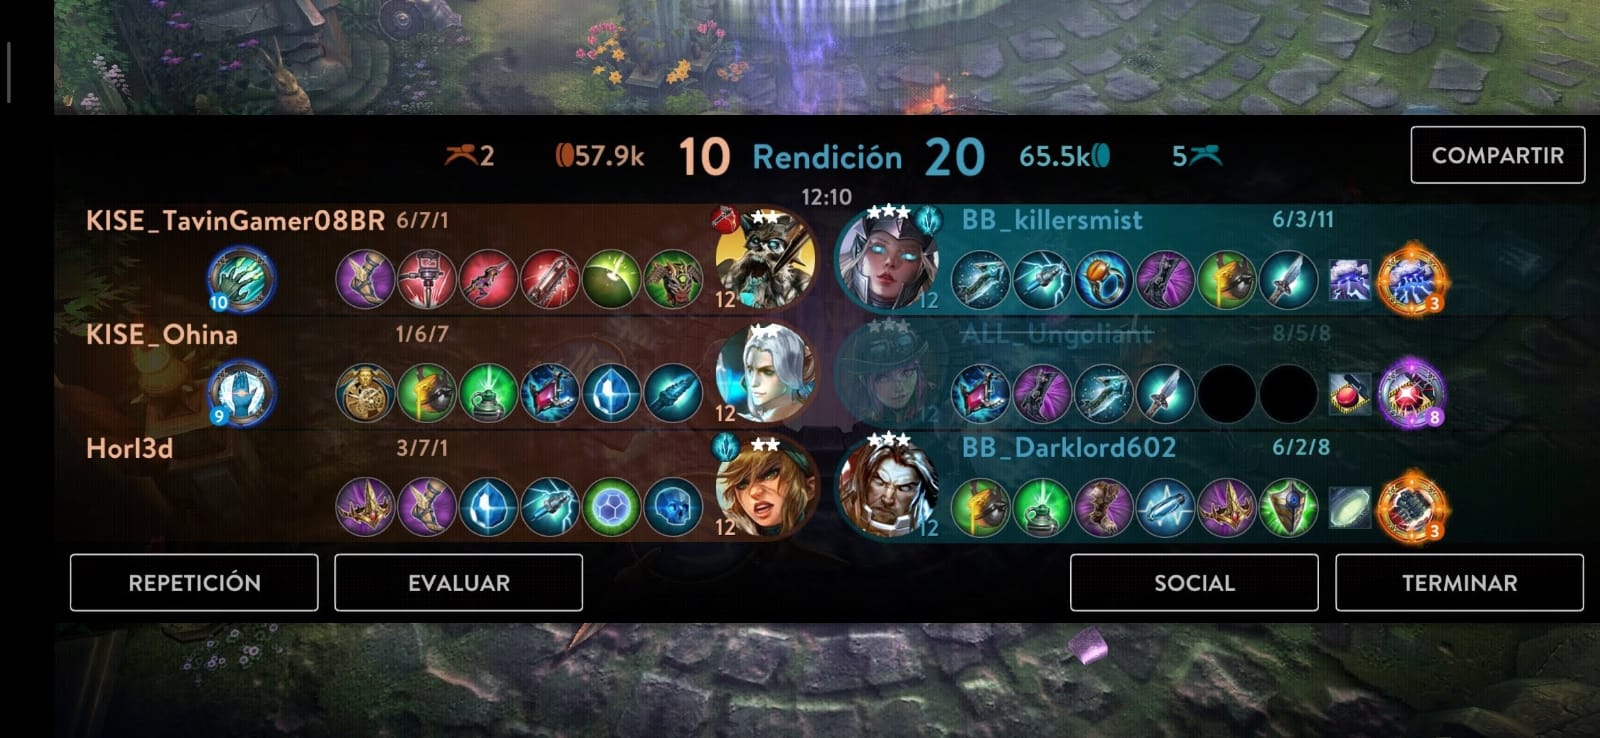 2 57.9k 10 Rendición 20 65.5k 5 COMPARTIR
12:10
KISE_TavinGamer08BR 6/7/1 12 10
BB_killersmist 6/3/11 12 3
KISE_Ohina 1/6/7 12 9
ALL_Ungoliant 8/5/8 12 8
Horl3d 3/7/1 12
BB_Darklord602 6/2/8 12 3
REPETICIÓN EVALUAR SOCIAL TERMINAR